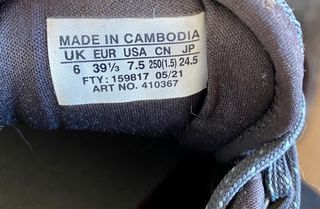 MADE IN CAMBODIA
UK EUR USA CN JP
6 39⅓ 7.5 250(1.5) 24.5
FTY: 159817 05/21
ART NO. 410367